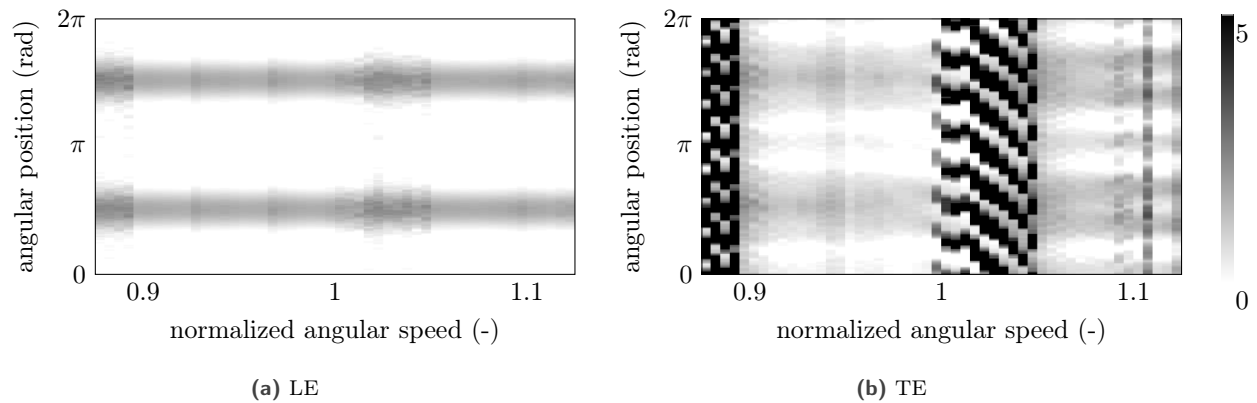 2π
π
0
angular position (rad)
0.9
1
1.1
normalized angular speed (-)
(a) LE
2π
π
0
angular position (rad)
0.9
1
1.1
normalized angular speed (-)
(b) TE
5
0